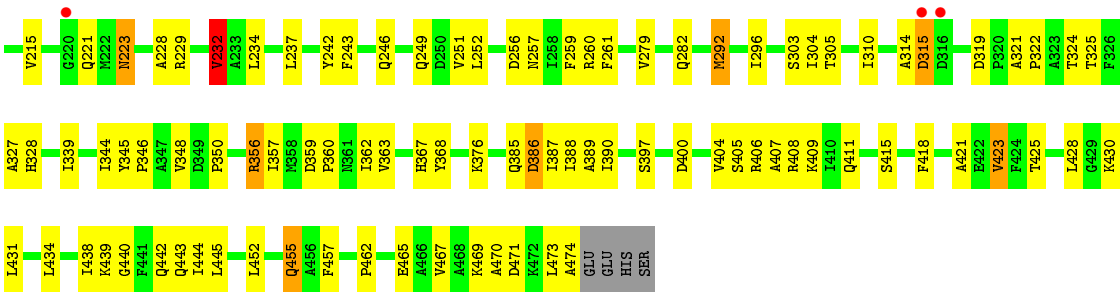 V215 G220 Q221 M222 N223 A228 R229 V232 A233 L234 L237 Y242 F243 Q246 Q249 D250 V251 L252 D256 N257 I258 F259 R260 F261 V279 Q282 M292 I296 S303 I304 T305 I310 A314 D315 D316 D319 P320 A321 P322 A323 T324 T325 F326
A327 H328 I339 I344 Y345 P346 A347 V348 D349 P350 R356 I357 M358 D359 P360 N361 I362 V363 H367 Y368 K376 Q385 D386 I387 I388 A389 I390 S397 D400 V404 S405 R406 A407 R408 K409 I410 Q411 S415 F418 A421 E422 V423 F424 T425 L428 G429 K430
L431 L434 I438 K439 G440 F441 Q442 Q443 I444 L445 L452 Q455 A456 F457 P462 E465 A466 V467 A468 K469 A470 D471 K472 L473 A474 GLU GLU HIS SER